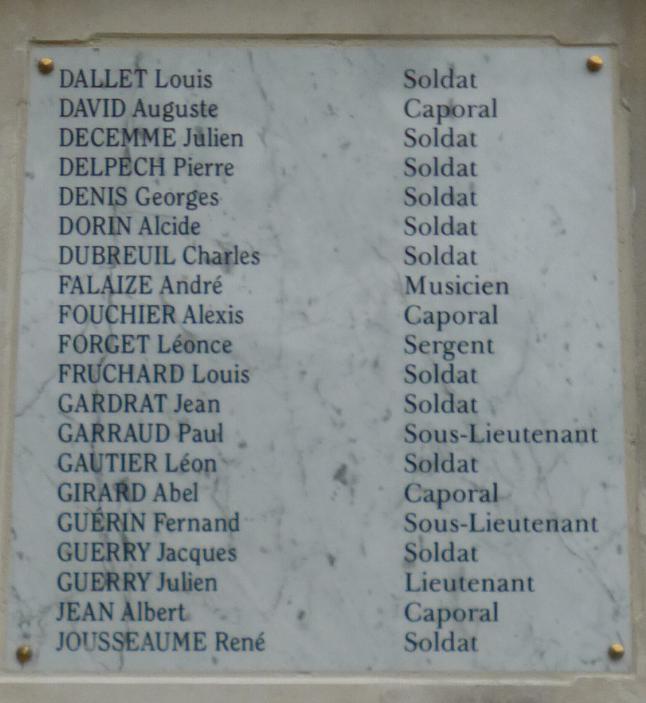 DALLET Louis Soldat
DAVID Auguste Caporal
DECEMME Julien Soldat
DELPECH Pierre Soldat
DENIS Georges Soldat
DORIN Alcide Soldat
DUBREUIL Charles Soldat
FALAIZE André Musicien
FOUCHIER Alexis Caporal
FORGET Léonce Sergent
FRUCHARD Louis Soldat
GARDRAT Jean Soldat
GARRAUD Paul Sous-Lieutenant
GAUTIER Léon Soldat
GIRARD Abel Caporal
GUÉRIN Fernand Sous-Lieutenant
GUERRY Jacques Soldat
GUERRY Julien Lieutenant
JEAN Albert Caporal
JOUSSEAUME René Soldat